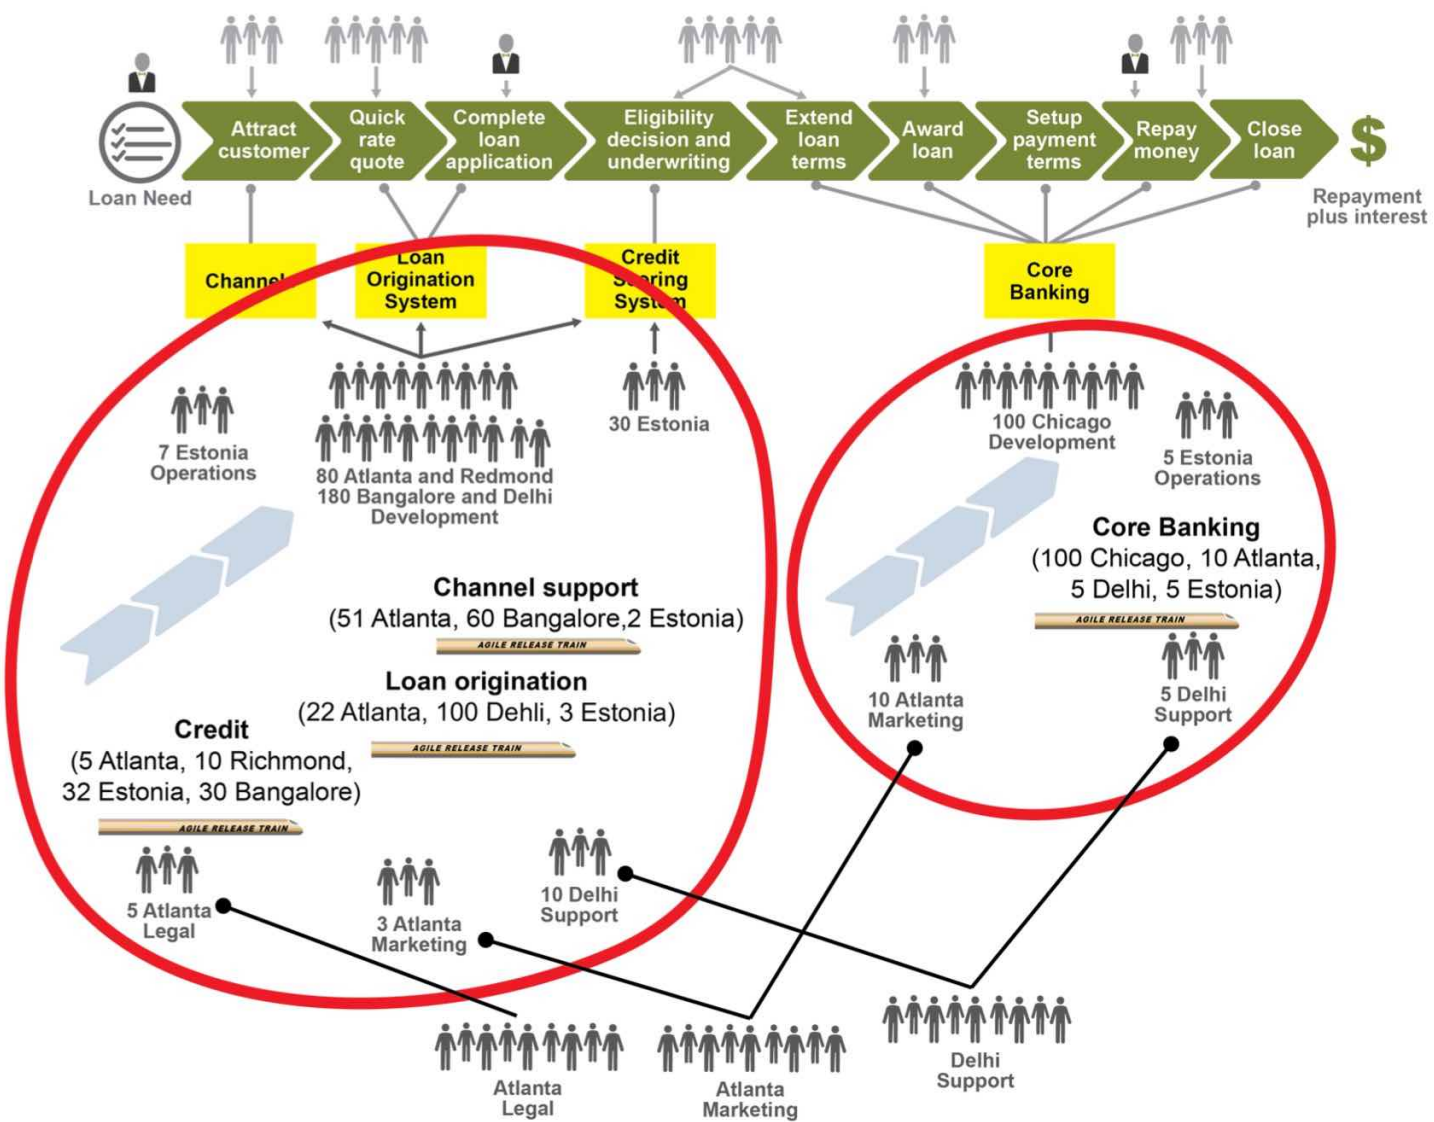 Attract
customer
Quick
rate
quote
Complete
loan
application
Eligibility
decision and
underwriting
Extend
loan
terms
Award
loan
Setup
payment
terms
Repay
money
Close
loan
$
Loan Need
Repayment
plus interest
Channel
Loan
Origination
System
Credit
Scoring
System
Core
Banking
7 Estonia
Operations
80 Atlanta and Redmond
180 Bangalore and Delhi
Development
30 Estonia
100 Chicago
Development
5 Estonia
Operations
Core Banking
(100 Chicago, 10 Atlanta,
5 Delhi, 5 Estonia)
AGILE RELEASE TRAIN
Channel support
(51 Atlanta, 60 Bangalore,2 Estonia)
AGILE RELEASE TRAIN
Loan origination
(22 Atlanta, 100 Dehli, 3 Estonia)
AGILE RELEASE TRAIN
Credit
(5 Atlanta, 10 Richmond,
32 Estonia, 30 Bangalore)
AGILE RELEASE TRAIN
10 Atlanta
Marketing
5 Delhi
Support
5 Atlanta
Legal
3 Atlanta
Marketing
10 Delhi
Support
Atlanta
Legal
Atlanta
Marketing
Delhi
Support